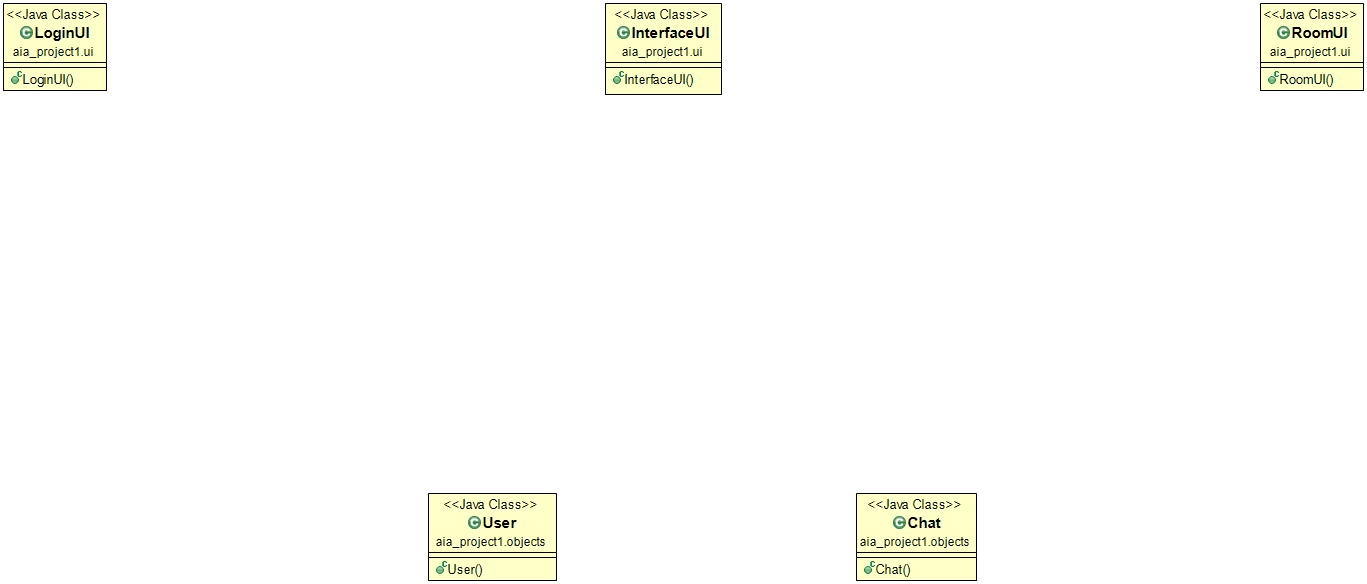 <<Java Class>>
LoginUI
aia_project1.ui
LoginUI()
<<Java Class>>
InterfaceUI
aia_project1.ui
InterfaceUI()
<<Java Class>>
RoomUI
aia_project1.ui
RoomUI()
<<Java Class>>
User
aia_project1.objects
User()
<<Java Class>>
Chat
aia_project1.objects
Chat()